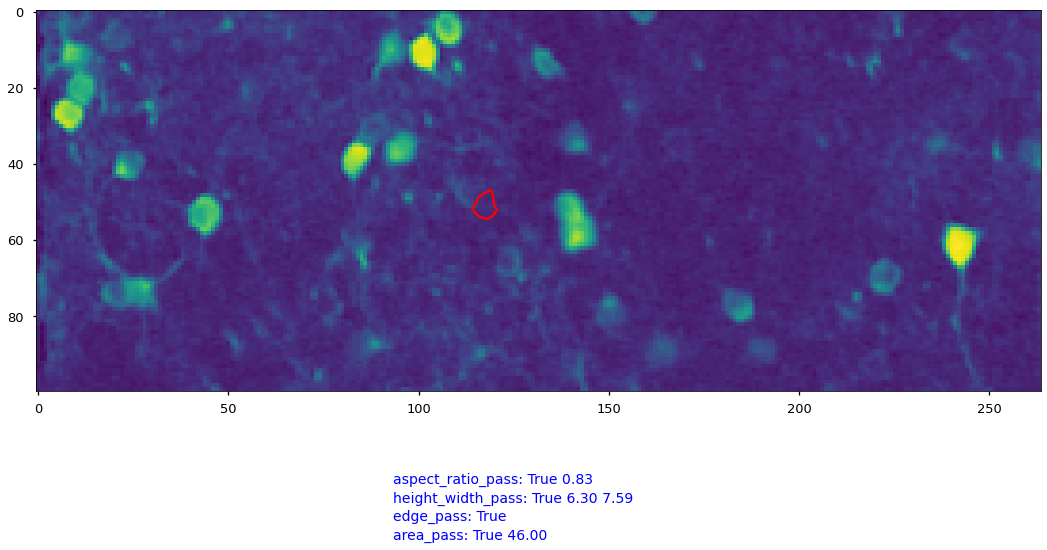 0
20
40
60
80
0 50 100 150 200 250
aspect_ratio_pass: True 0.83
height_width_pass: True 6.30 7.59
edge_pass: True
area_pass: True 46.00